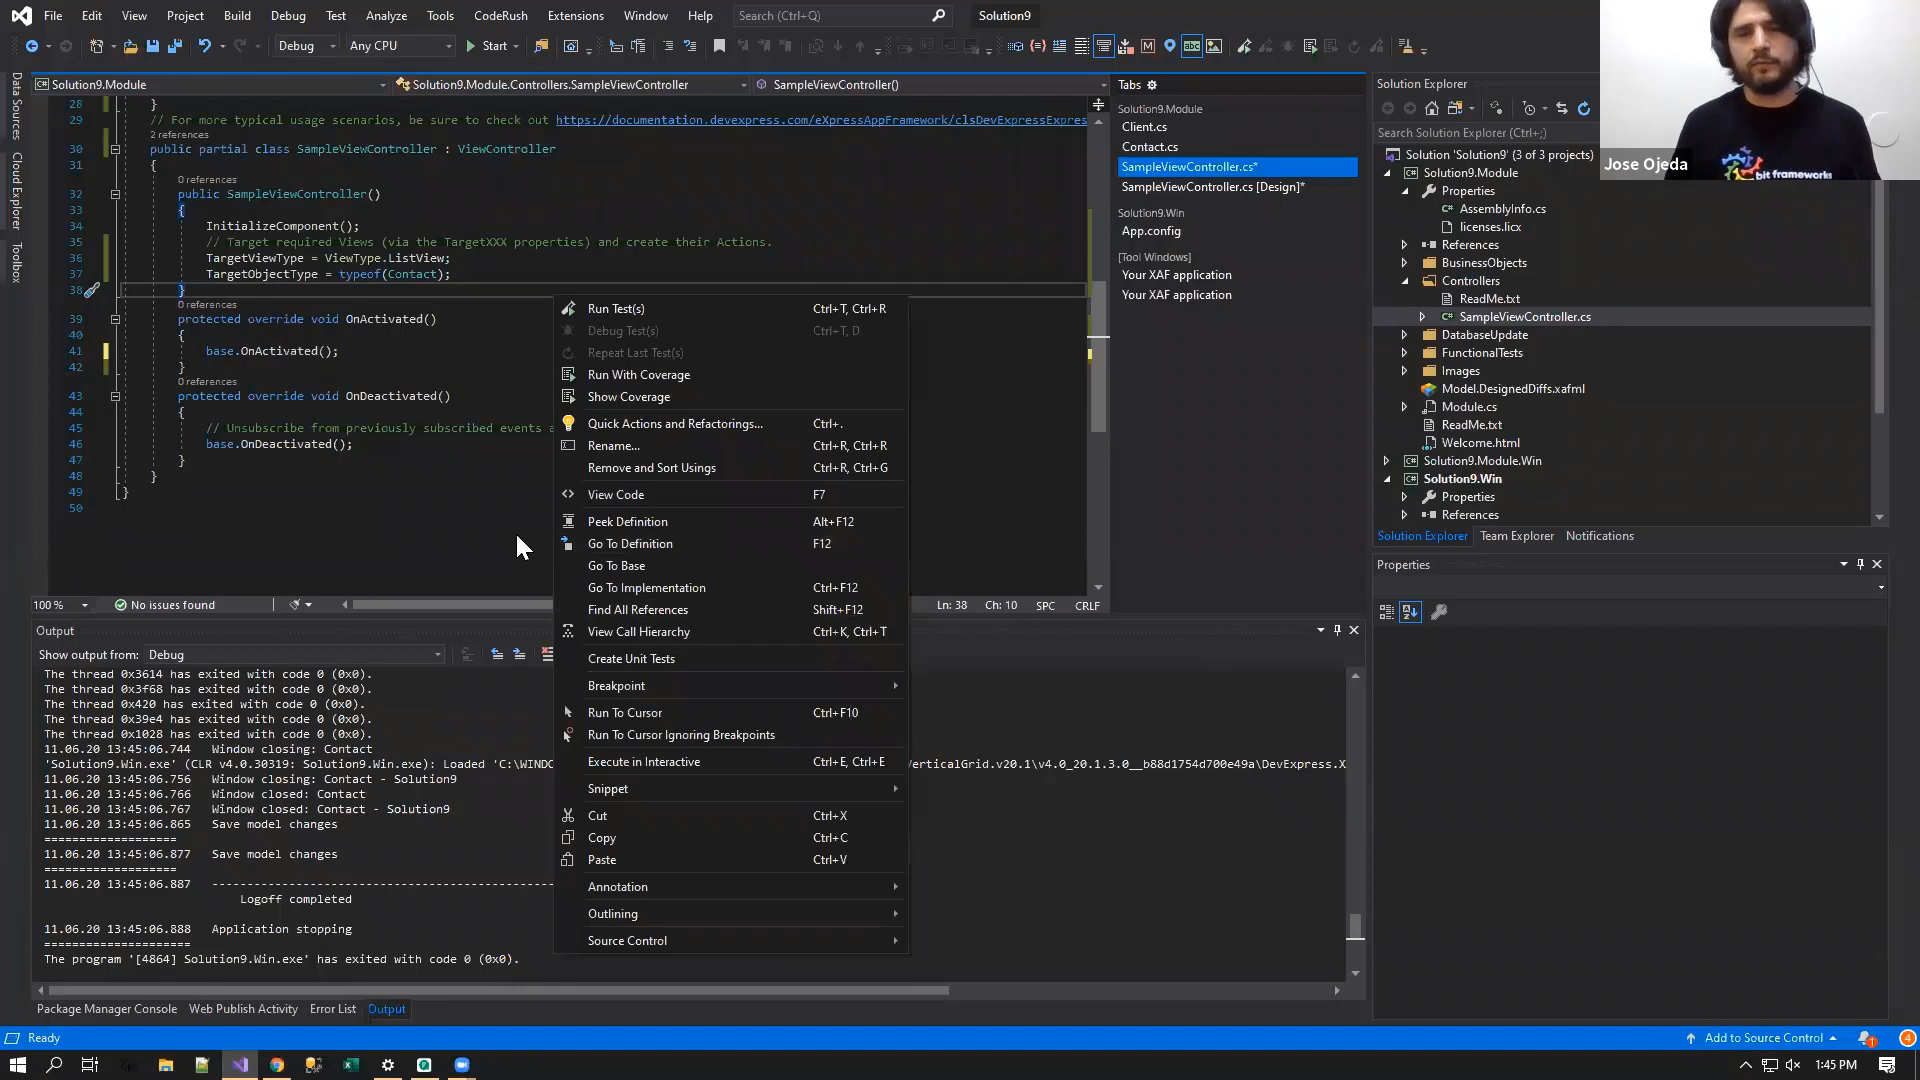 File Edit View Project Build Debug Test Analyze Tools CodeRush Extensions Window Help Search (Ctrl+Q) Solution9
Debug Any CPU Start
Data Sources
Cloud Explorer
Toolbox
Solution9.Module Solution9.Module.Controllers.SampleViewController SampleViewController()
28 }
29 // For more typical usage scenarios, be sure to check out https://documentation.devexpress.com/eXpressAppFramework/clsDevExpressExpres
2 references
30 public partial class SampleViewController : ViewController
31 {
0 references
32 public SampleViewController()
33 {
34 InitializeComponent();
35 // Target required Views (via the TargetXXX properties) and create their Actions.
36 TargetViewType = ViewType.ListView;
37 TargetObjectType = typeof(Contact);
38 }
0 references
39 protected override void OnActivated()
40 {
41 base.OnActivated();
42 }
0 references
43 protected override void OnDeactivated()
44 {
45 // Unsubscribe from previously subscribed events a
46 base.OnDeactivated();
47 }
48 }
49 }
50
100 % No issues found Ln: 38 Ch: 10 SPC CRLF
Run Test(s) Ctrl+T, Ctrl+R
Debug Test(s) Ctrl+T, D
Repeat Last Test(s)
Run With Coverage
Show Coverage
Quick Actions and Refactorings... Ctrl+.
Rename... Ctrl+R, Ctrl+R
Remove and Sort Usings Ctrl+R, Ctrl+G
View Code F7
Peek Definition Alt+F12
Go To Definition F12
Go To Base
Go To Implementation Ctrl+F12
Find All References Shift+F12
View Call Hierarchy Ctrl+K, Ctrl+T
Create Unit Tests
Breakpoint
Run To Cursor Ctrl+F10
Run To Cursor Ignoring Breakpoints
Execute in Interactive Ctrl+E, Ctrl+E
Snippet
Cut Ctrl+X
Copy Ctrl+C
Paste Ctrl+V
Annotation
Outlining
Source Control
Output
Show output from: Debug
The thread 0x3614 has exited with code 0 (0x0).
The thread 0x3f68 has exited with code 0 (0x0).
The thread 0x420 has exited with code 0 (0x0).
The thread 0x39e4 has exited with code 0 (0x0).
The thread 0x1028 has exited with code 0 (0x0).
11.06.20 13:45:06.744 Window closing: Contact
'Solution9.Win.exe' (CLR v4.0.30319: Solution9.Win.exe): Loaded 'C:\WINDO erticalGrid.v20.1\v4.0_20.1.3.0__b88d1754d700e49a\DevExpress.X
11.06.20 13:45:06.756 Window closing: Contact - Solution9
11.06.20 13:45:06.766 Window closed: Contact
11.06.20 13:45:06.767 Window closed: Contact - Solution9
11.06.20 13:45:06.865 Save model changes
===================
11.06.20 13:45:06.877 Save model changes
===================
11.06.20 13:45:06.887 -------------------------------------------------
Logoff completed
11.06.20 13:45:06.888 Application stopping
====================
The program '[4864] Solution9.Win.exe' has exited with code 0 (0x0).
Package Manager Console Web Publish Activity Error List Output
Tabs
Solution9.Module
Client.cs
Contact.cs
SampleViewController.cs*
SampleViewController.cs [Design]*
Solution9.Win
App.config
[Tool Windows]
Your XAF application
Your XAF application
Solution Explorer
Search Solution Explorer (Ctrl+;)
Solution 'Solution9' (3 of 3 projects)
Solution9.Module
Properties
AssemblyInfo.cs
licenses.licx
References
BusinessObjects
Controllers
ReadMe.txt
SampleViewController.cs
DatabaseUpdate
FunctionalTests
Images
Model.DesignedDiffs.xafml
Module.cs
ReadMe.txt
Welcome.html
Solution9.Module.Win
Solution9.Win
Properties
References
Solution Explorer Team Explorer Notifications
Properties
Jose Ojeda
bit frameworks
Ready
Add to Source Control
1
4
1:45 PM